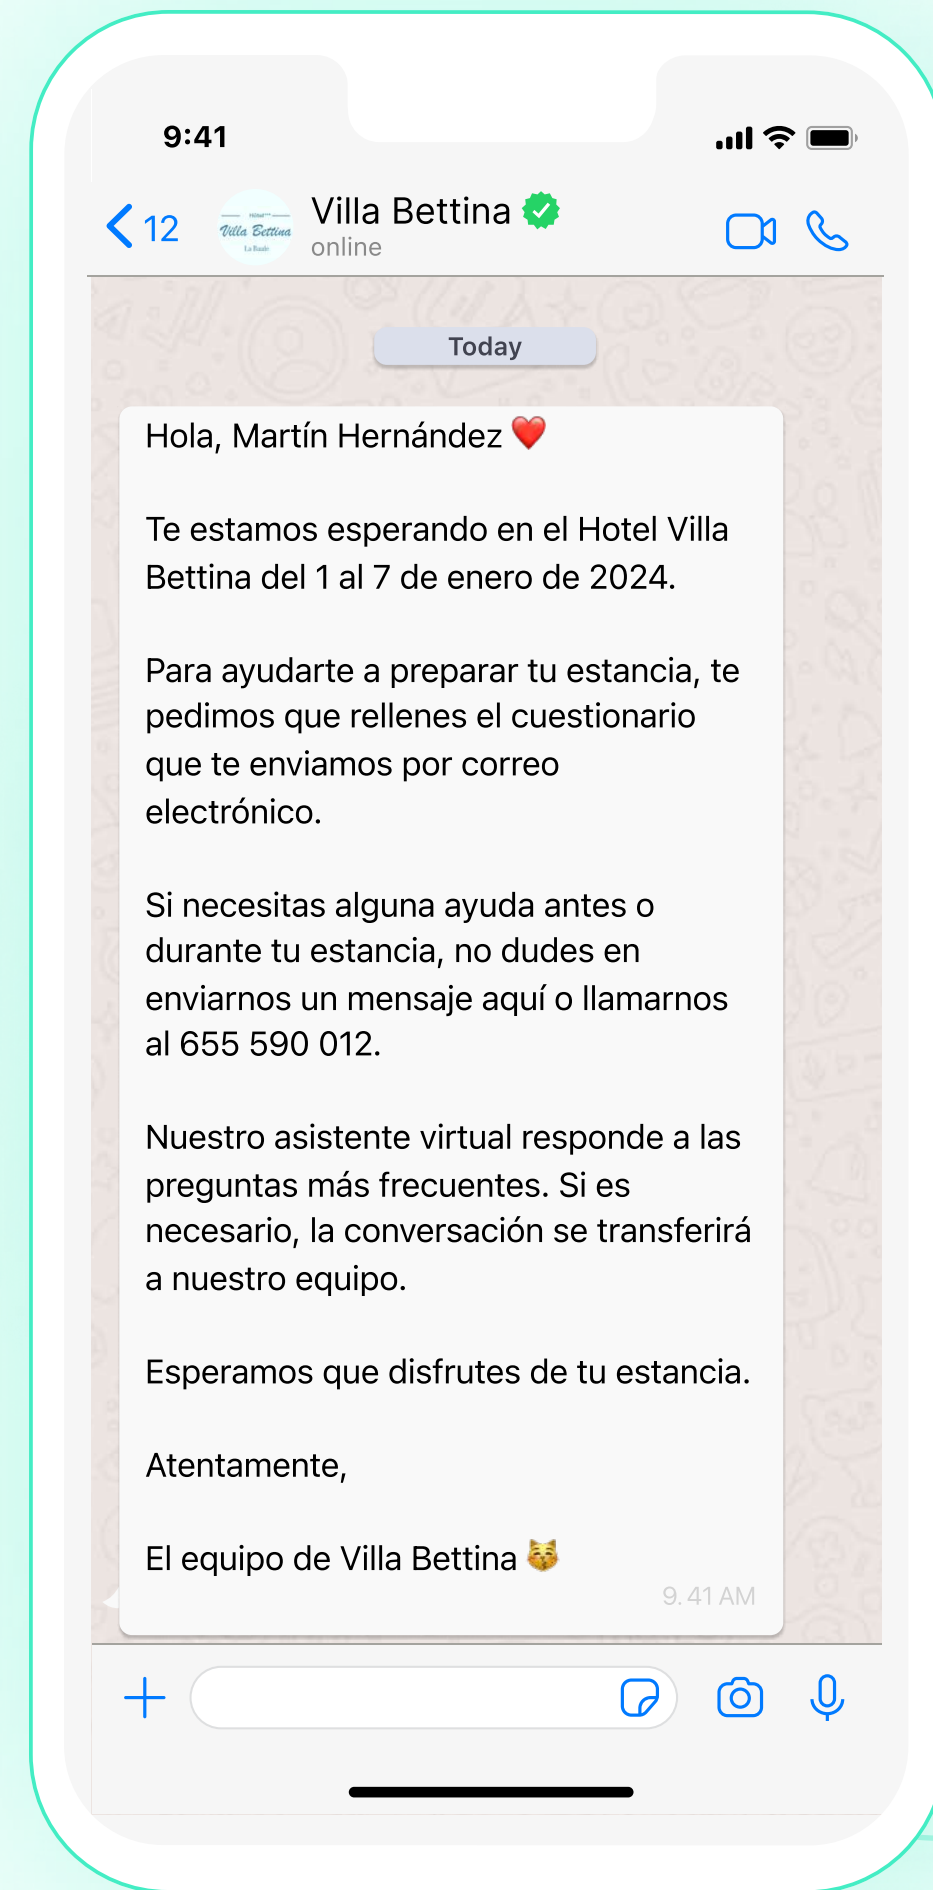 9:41
12
Hôtel***
Villa Bettina
La Baule
Villa Bettina
online
Today
Hola, Martín Hernández ❤️
Te estamos esperando en el Hotel Villa
Bettina del 1 al 7 de enero de 2024.
Para ayudarte a preparar tu estancia, te
pedimos que rellenes el cuestionario
que te enviamos por correo
electrónico.
Si necesitas alguna ayuda antes o
durante tu estancia, no dudes en
enviarnos un mensaje aquí o llamarnos
al 655 590 012.
Nuestro asistente virtual responde a las
preguntas más frecuentes. Si es
necesario, la conversación se transferirá
a nuestro equipo.
Esperamos que disfrutes de tu estancia.
Atentamente,
El equipo de Villa Bettina 😽
9.41 AM